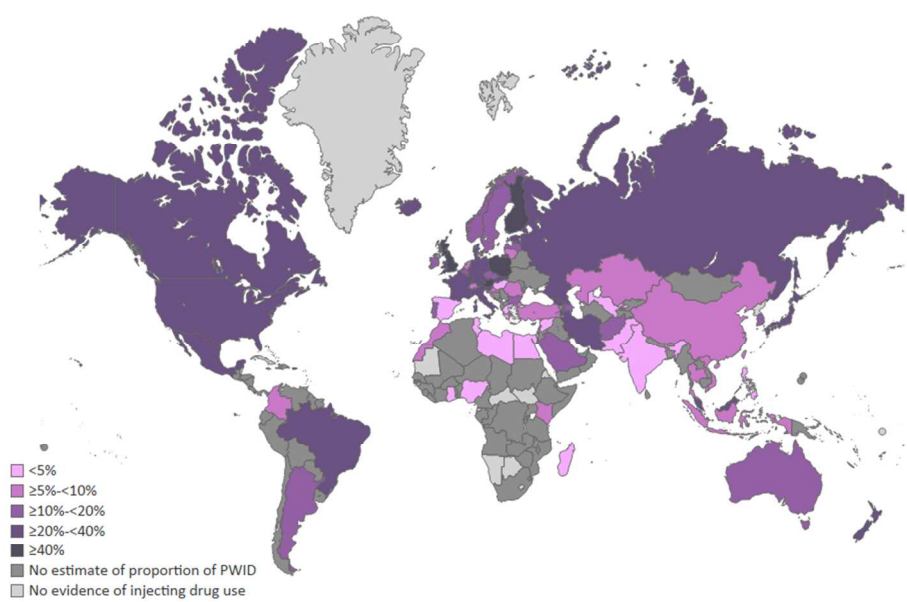 <5%
≥5%-<10%
≥10%-<20%
≥20%-<40%
≥40%
No estimate of proportion of PWID
No evidence of injecting drug use